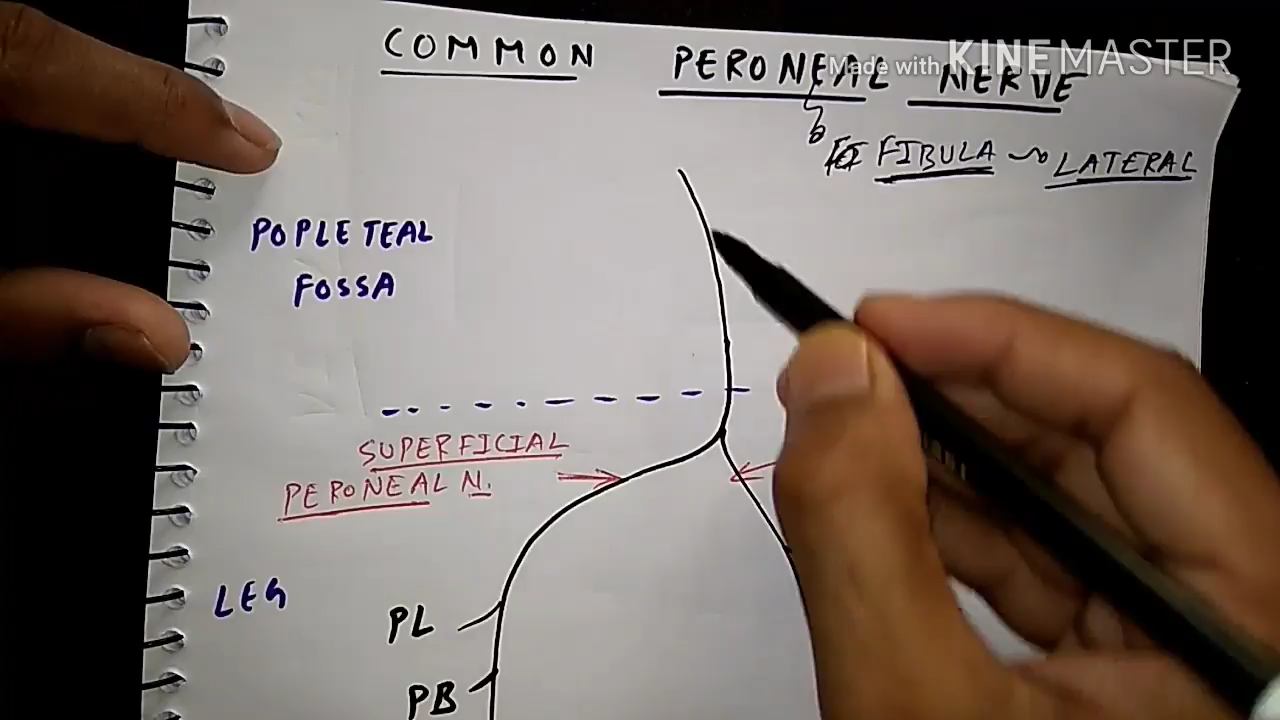 COMMON PERONEAL NERVE
Made with KINEMASTER
FIBULA LATERAL
POPLETEAL
FOSSA
SUPERFICIAL
PERONEAL N.
LEG
PL
PB